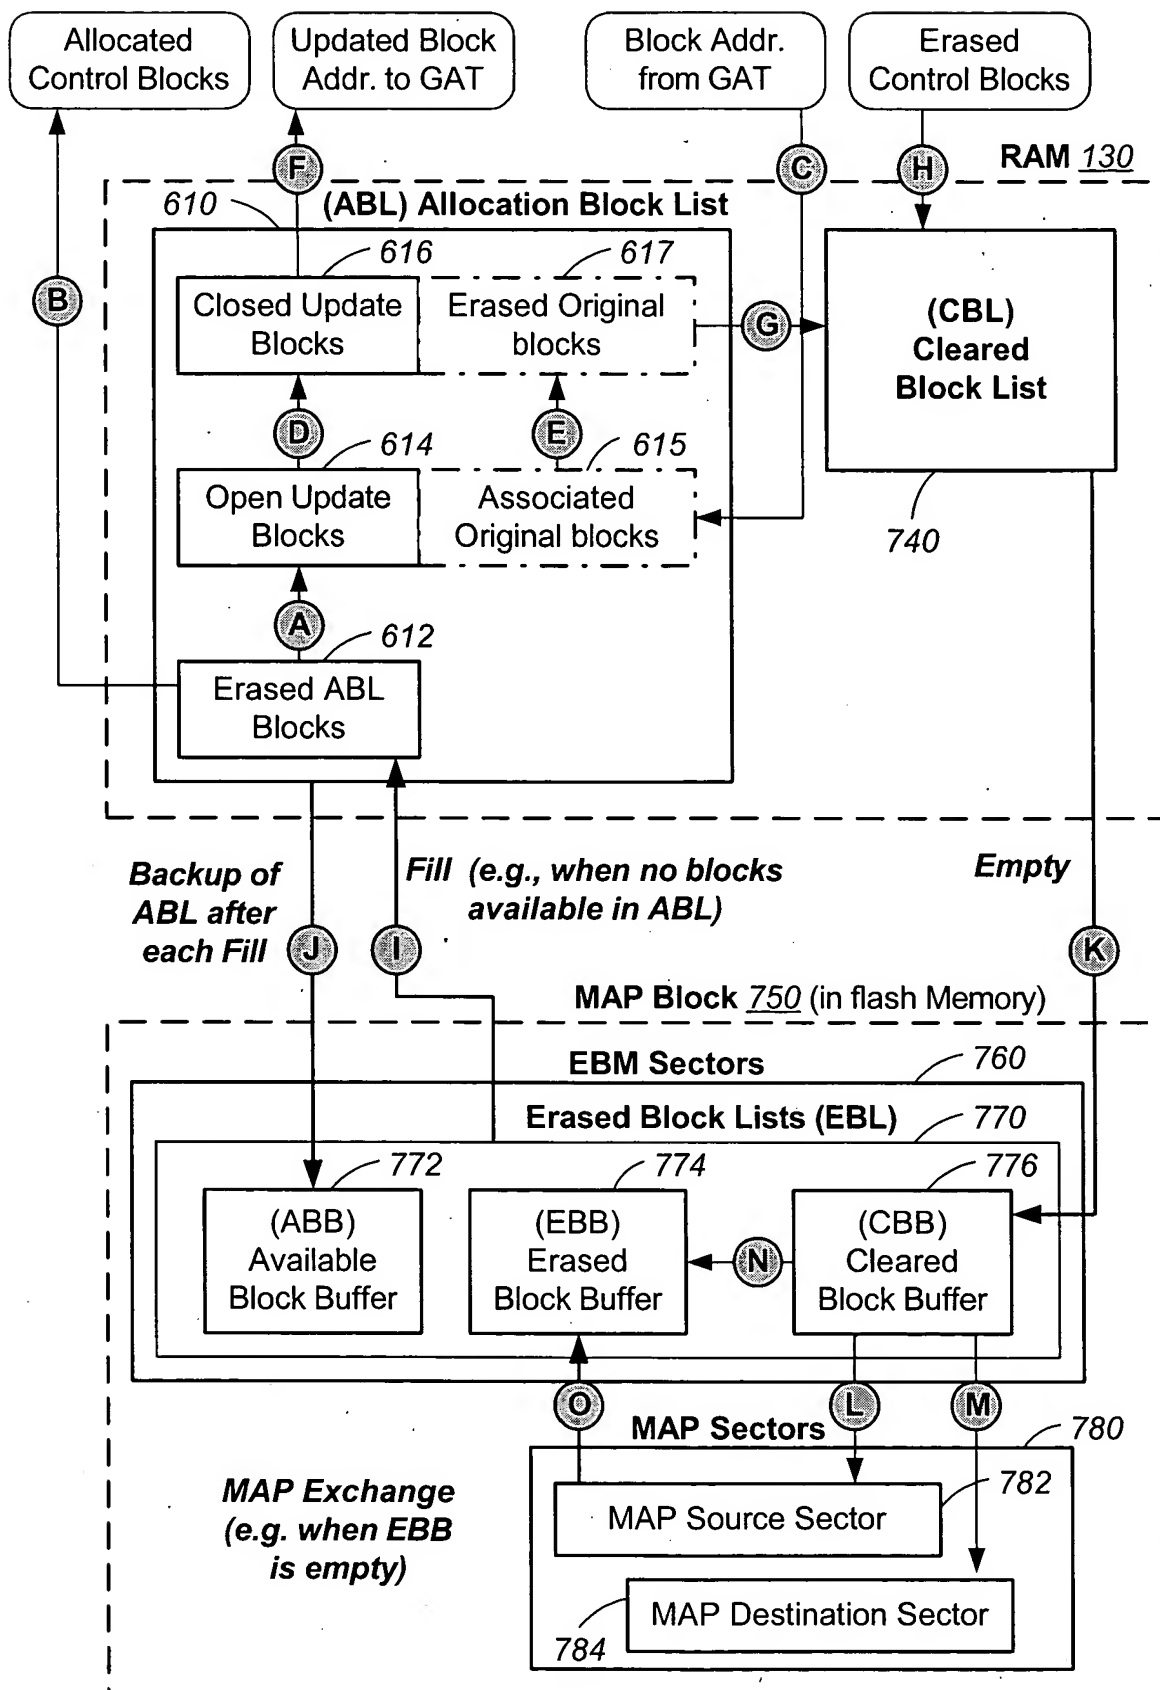 Allocated
Control Blocks
Updated Block
Addr. to GAT
Block Addr.
from GAT
Erased
Control Blocks
F
C
H
RAM 130
610
(ABL) Allocation Block List
616
617
B
Closed Update
Blocks
Erased Original
blocks
G
(CBL)
Cleared
Block List
D
E
614
615
Open Update
Blocks
Associated
Original blocks
740
A
612
Erased ABL
Blocks
Backup of
ABL after
each Fill
Fill (e.g., when no blocks
available in ABL)
Empty
J
I
K
MAP Block 750 (in flash Memory)
EBM Sectors
760
Erased Block Lists (EBL)
770
772
774
776
(ABB)
Available
Block Buffer
(EBB)
Erased
Block Buffer
N
(CBB)
Cleared
Block Buffer
O
L
M
MAP Sectors
780
MAP Exchange
(e.g. when EBB
is empty)
782
MAP Source Sector
MAP Destination Sector
784